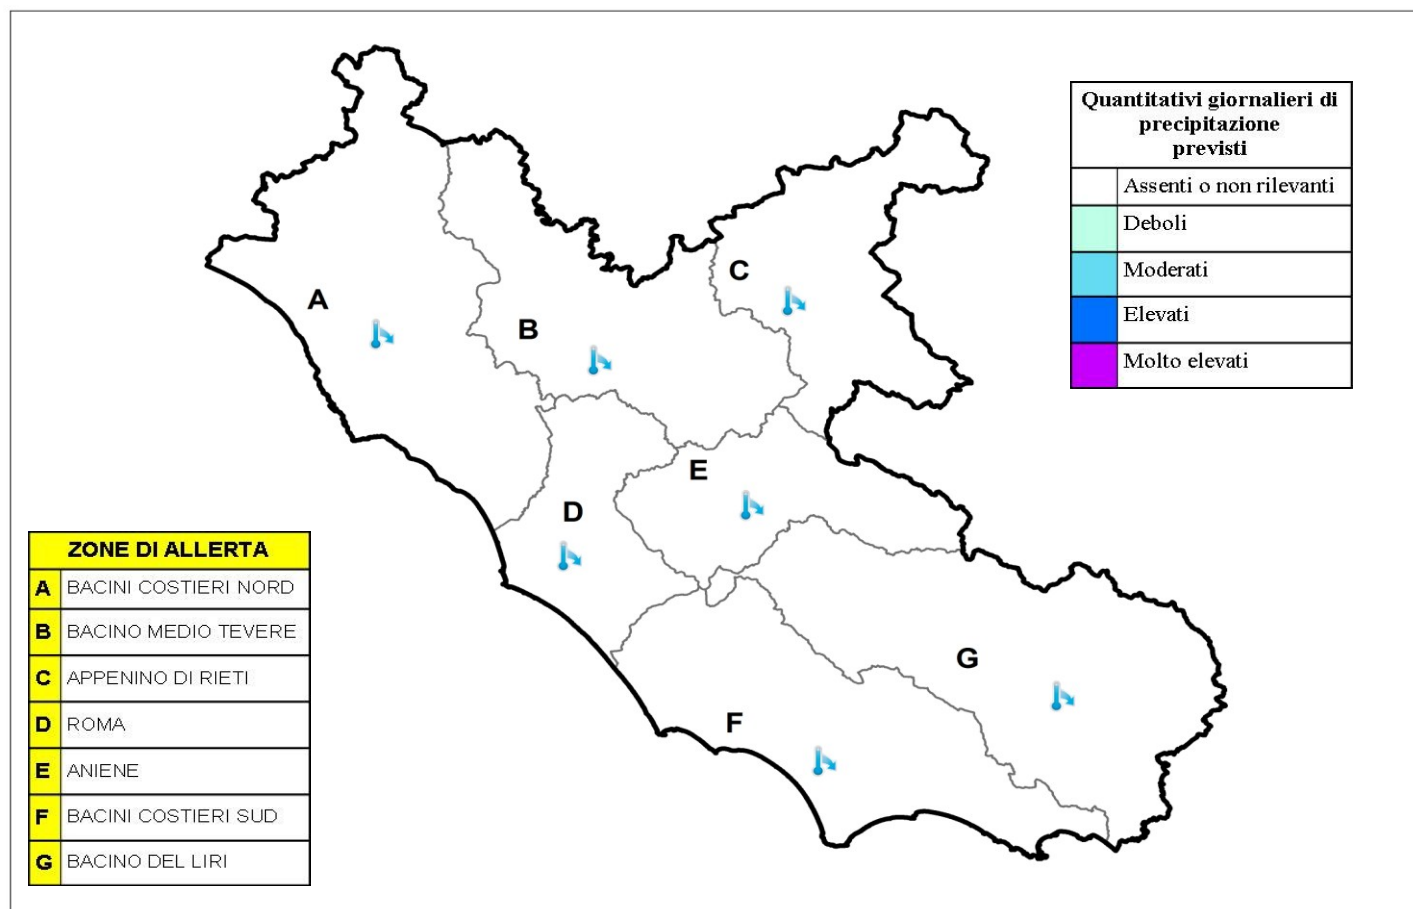 Quantitativi giornalieri di
precipitazione
previsti
Assenti o non rilevanti
Deboli
Moderati
Elevati
Molto elevati
C
A
B
E
D
G
F
ZONE DI ALLERTA
A BACINI COSTIERI NORD
B BACINO MEDIO TEVERE
C APPENINO DI RIETI
D ROMA
E ANIENE
F BACINI COSTIERI SUD
G BACINO DEL LIRI